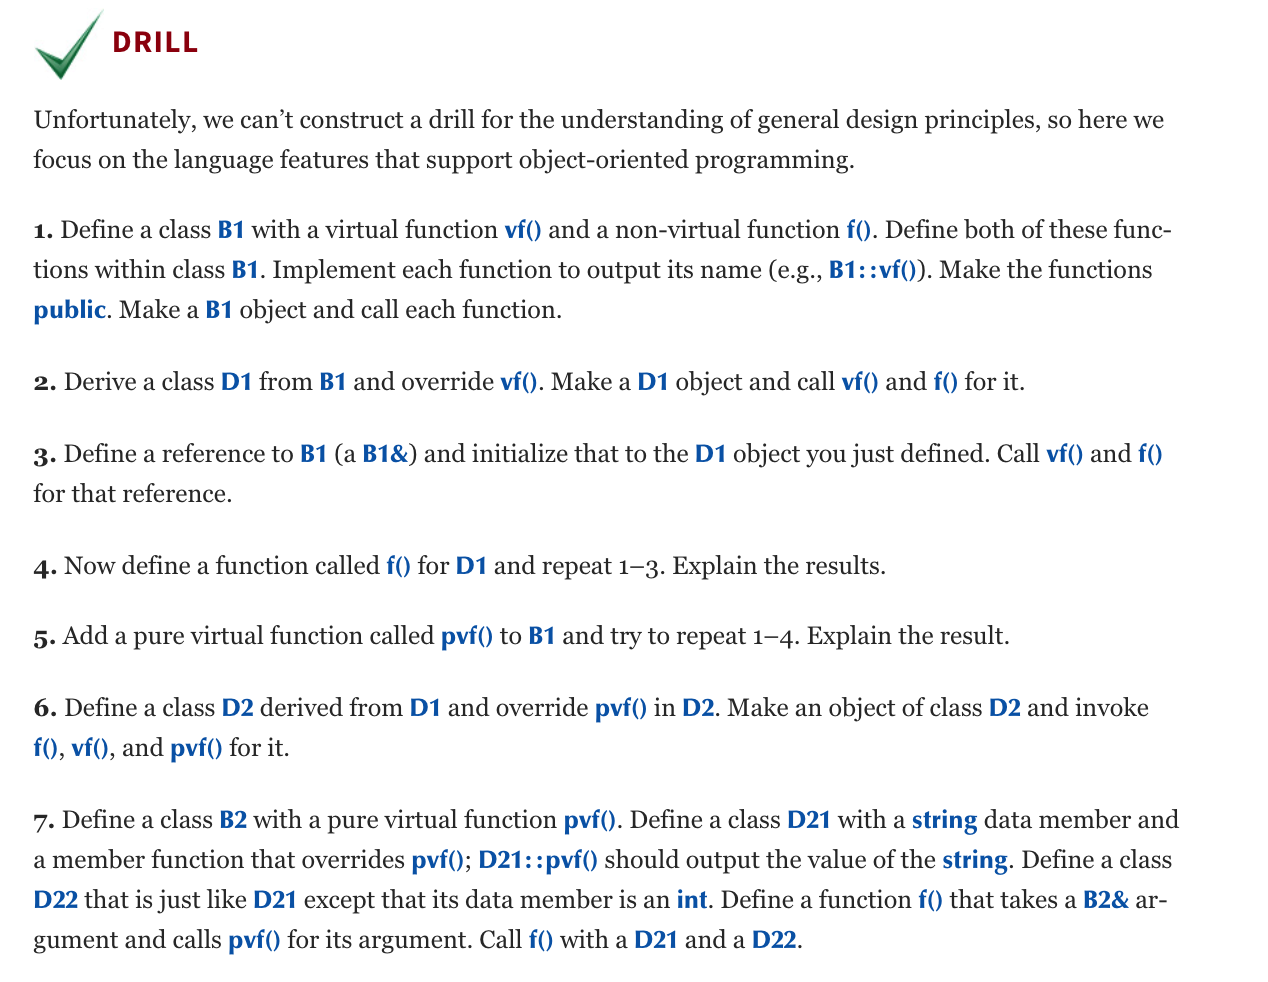 DRILL
Unfortunately, we can’t construct a drill for the understanding of general design principles, so here we
focus on the language features that support object-oriented programming.
1. Define a class B1 with a virtual function vf() and a non-virtual function f(). Define both of these func-
tions within class B1. Implement each function to output its name (e.g., B1::vf()). Make the functions
public. Make a B1 object and call each function.
2. Derive a class D1 from B1 and override vf(). Make a D1 object and call vf() and f() for it.
3. Define a reference to B1 (a B1&) and initialize that to the D1 object you just defined. Call vf() and f()
for that reference.
4. Now define a function called f() for D1 and repeat 1–3. Explain the results.
5. Add a pure virtual function called pvf() to B1 and try to repeat 1–4. Explain the result.
6. Define a class D2 derived from D1 and override pvf() in D2. Make an object of class D2 and invoke
f(), vf(), and pvf() for it.
7. Define a class B2 with a pure virtual function pvf(). Define a class D21 with a string data member and
a member function that overrides pvf(); D21::pvf() should output the value of the string. Define a class
D22 that is just like D21 except that its data member is an int. Define a function f() that takes a B2& ar-
gument and calls pvf() for its argument. Call f() with a D21 and a D22.